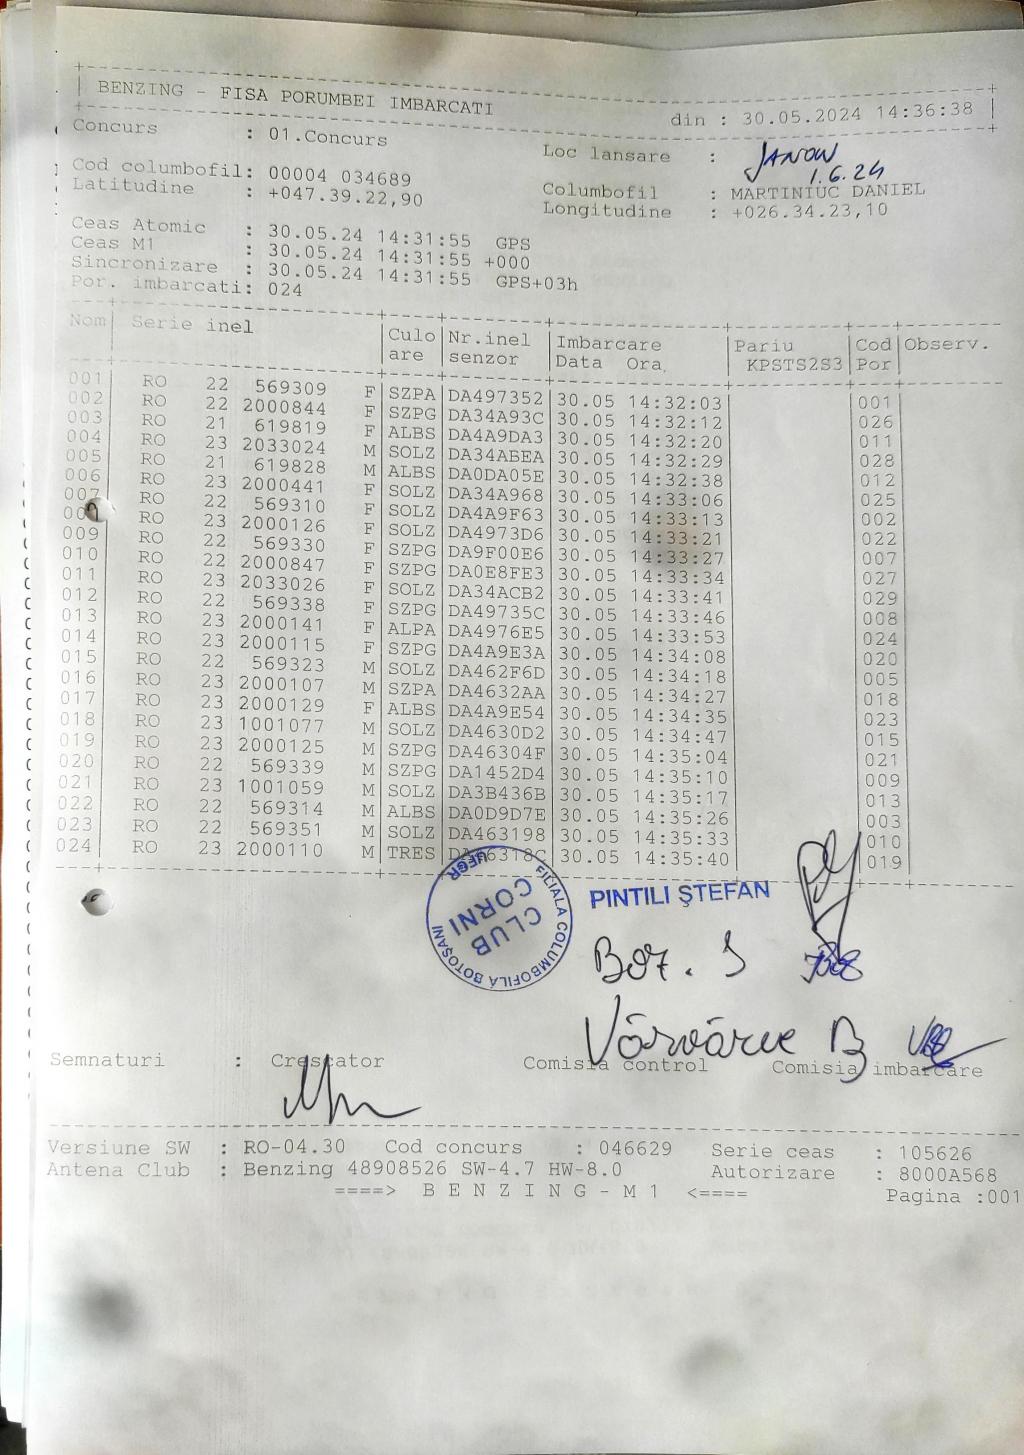 BENZING - FISA PORUMBEI IMBARCATI din : 30.05.2024 14:36:38
Concurs : 01.Concurs Loc lansare : JANOW 1.6.24
Cod columbofil: 00004 034689 Columbofil : MARTINIUC DANIEL
Latitudine : +047.39.22,90 Longitudine : +026.34.23,10
Ceas Atomic : 30.05.24 14:31:55 GPS
Ceas M1 : 30.05.24 14:31:55 +000
Sincronizare : 30.05.24 14:31:55 GPS+03h
Por. imbarcati: 024
Nom Serie inel Culo Nr.inel Imbarcare Pariu Cod Observ.
are senzor Data Ora, KPSTS2S3 Por
001 RO 22 569309 F SZPA DA497352 30.05 14:32:03 001
002 RO 22 2000844 F SZPG DA34A93C 30.05 14:32:12 026
003 RO 21 619819 F ALBS DA4A9DA3 30.05 14:32:20 011
004 RO 23 2033024 M SOLZ DA34ABEA 30.05 14:32:29 028
005 RO 21 619828 M ALBS DA0DA05E 30.05 14:32:38 012
006 RO 23 2000441 F SOLZ DA34A968 30.05 14:33:06 025
007 RO 22 569310 F SOLZ DA4A9F63 30.05 14:33:13 002
008 RO 23 2000126 F SOLZ DA4973D6 30.05 14:33:21 022
009 RO 22 569330 F SZPG DA9F00E6 30.05 14:33:27 007
010 RO 22 2000847 F SZPG DA0E8FE3 30.05 14:33:34 027
011 RO 23 2033026 F SOLZ DA34ACB2 30.05 14:33:41 029
012 RO 22 569338 F SZPG DA49735C 30.05 14:33:46 008
013 RO 23 2000141 F ALPA DA4976E5 30.05 14:33:53 024
014 RO 23 2000115 F SZPG DA4A9E3A 30.05 14:34:08 020
015 RO 22 569323 M SOLZ DA462F6D 30.05 14:34:18 005
016 RO 23 2000107 M SZPA DA4632AA 30.05 14:34:27 018
017 RO 23 2000129 F ALBS DA4A9E54 30.05 14:34:35 023
018 RO 23 1001077 M SOLZ DA4630D2 30.05 14:34:47 015
019 RO 23 2000125 M SZPG DA46304F 30.05 14:35:04 021
020 RO 22 569339 M SZPG DA1452D4 30.05 14:35:10 009
021 RO 23 1001059 M SOLZ DA3B436B 30.05 14:35:17 013
022 RO 22 569314 M ALBS DA0D9D7E 30.05 14:35:26 003
023 RO 22 569351 M SOLZ DA463198 30.05 14:35:33 010
024 RO 23 2000110 M TRES DA46318C 30.05 14:35:40 019
UFCBR FILIALA COLUMBOFILĂ BOTOŞANI
CLUB
CORNI
PINTILI ŞTEFAN
Semnaturi : Crescator Comisia control Comisia imbarcare
Versiune SW : RO-04.30 Cod concurs : 046629 Serie ceas : 105626
Antena Club : Benzing 48908526 SW-4.7 HW-8.0 Autorizare : 8000A568
====> B E N Z I N G - M 1 <==== Pagina :001